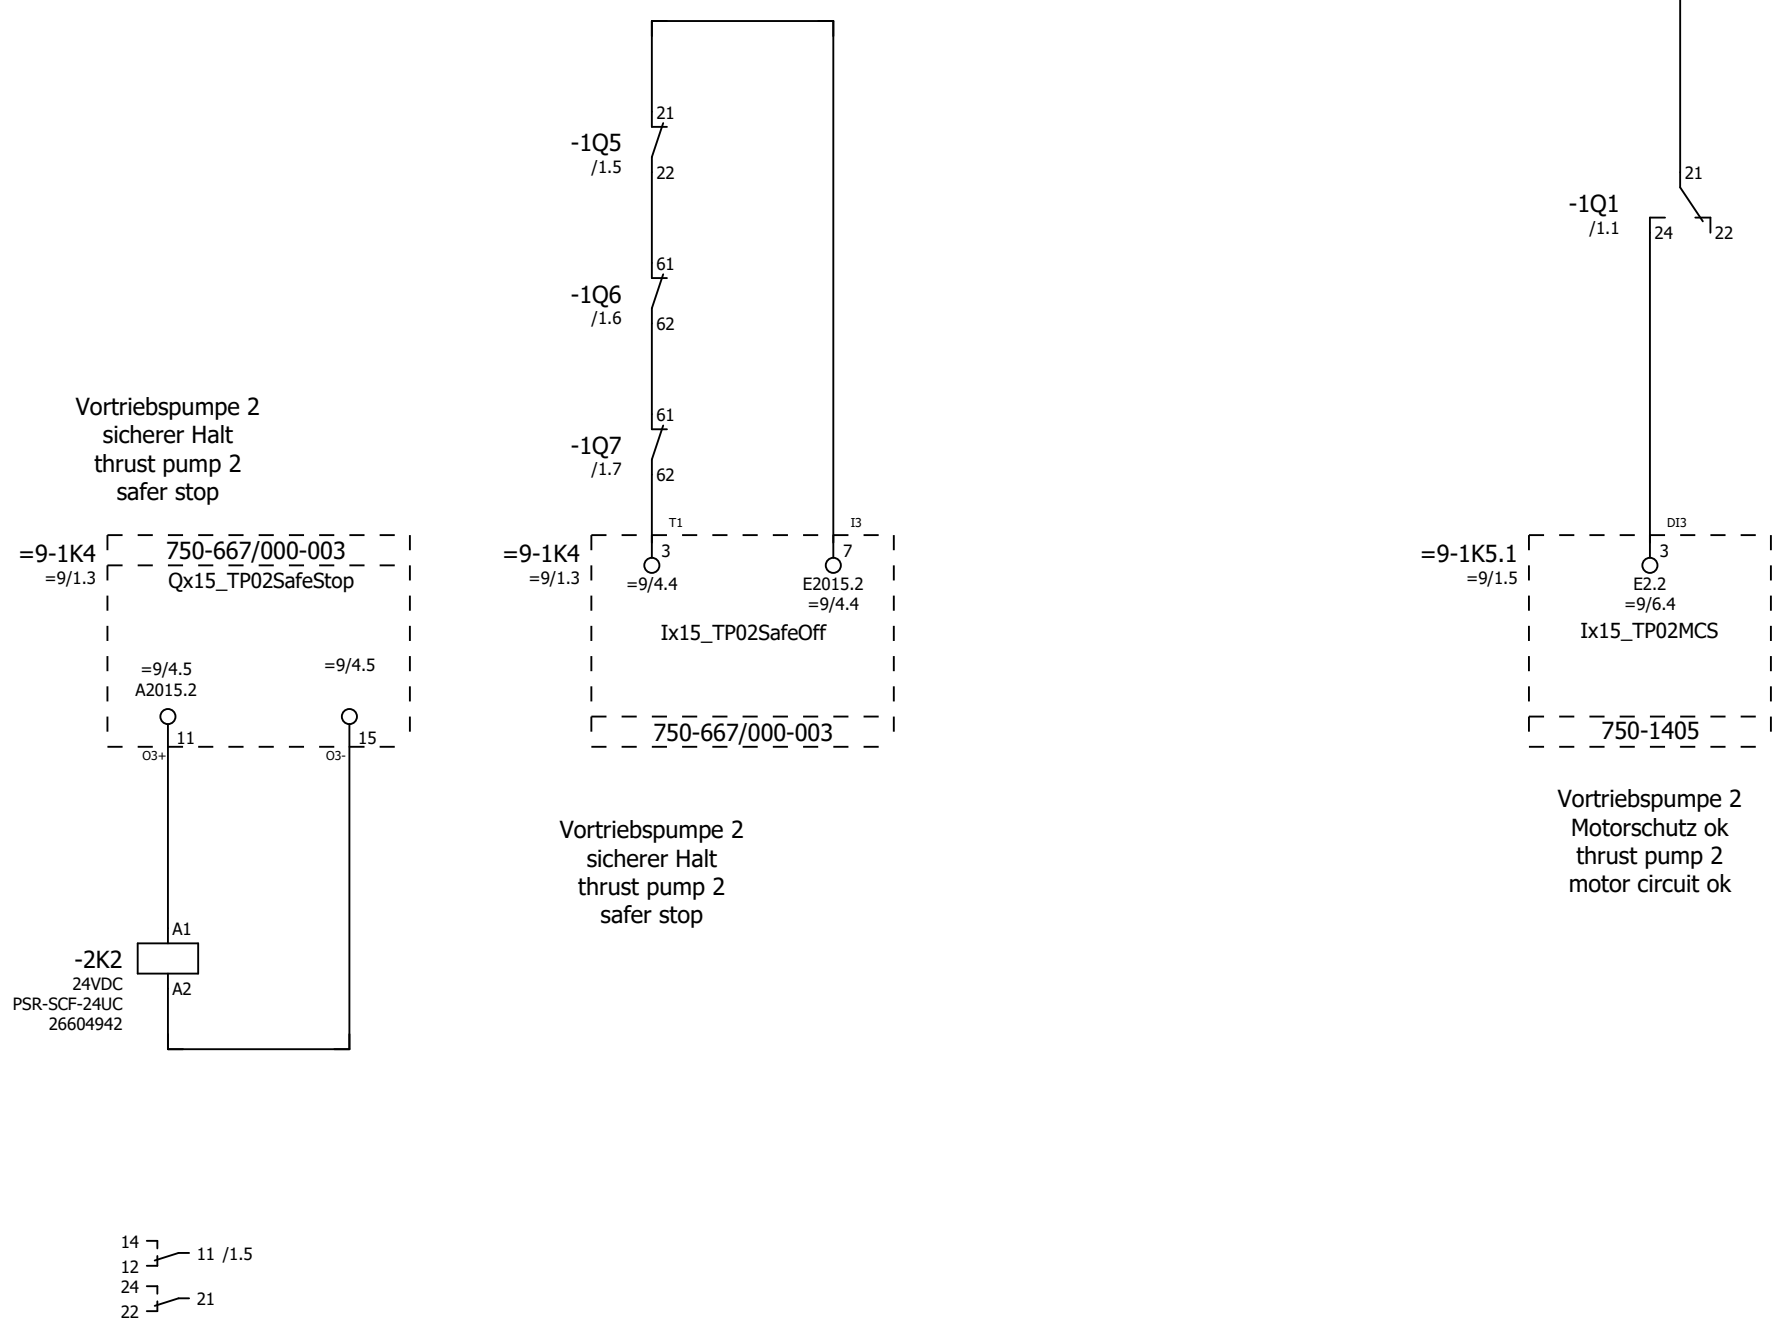 21
-1Q5
/1.5
22
61
-1Q6
/1.6
62
61
-1Q7
/1.7
62
21
-1Q1
/1.1
24
22
Vortriebspumpe 2
sicherer Halt
thrust pump 2
safer stop
=9-1K4
=9/1.3
750-667/000-003
Qx15_TP02SafeStop
=9/4.5
A2015.2
=9/4.5
11
15
O3+
O3-
A1
-2K2
24VDC
A2
PSR-SCF-24UC
26604942
T1
I3
=9-1K4
=9/1.3
3
7
=9/4.4
E2015.2
=9/4.4
Ix15_TP02SafeOff
750-667/000-003
Vortriebspumpe 2
sicherer Halt
thrust pump 2
safer stop
DI3
=9-1K5.1
=9/1.5
3
E2.2
=9/6.4
Ix15_TP02MCS
750-1405
Vortriebspumpe 2
Motorschutz ok
thrust pump 2
motor circuit ok
14
11 /1.5
12
24
21
22